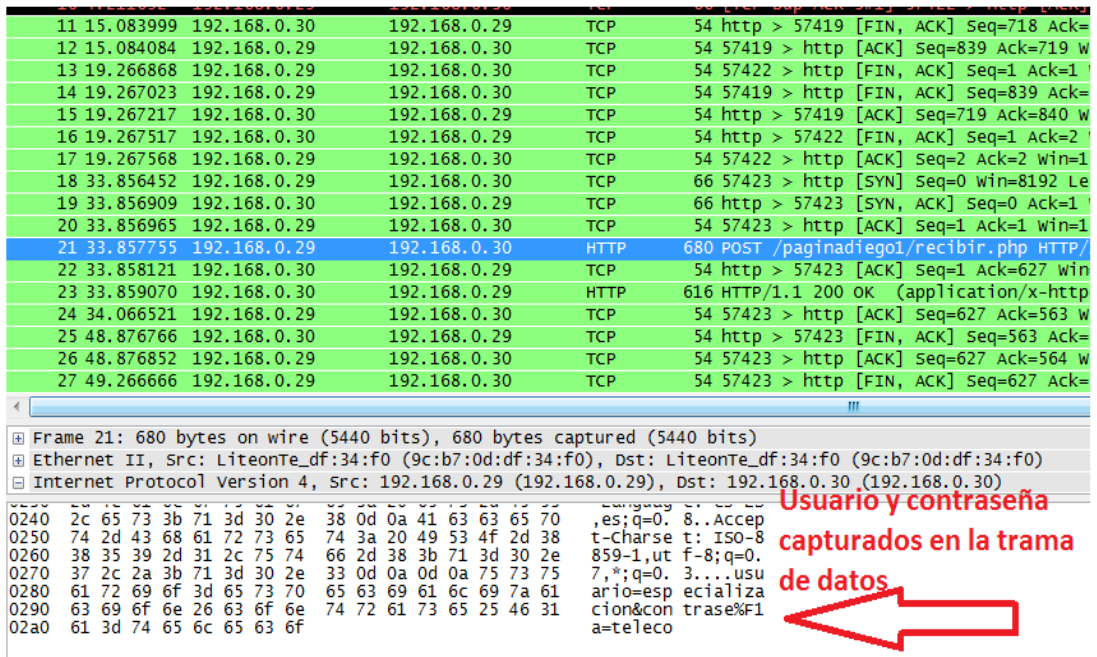 11 15.083999 192.168.0.30 192.168.0.29 TCP 54 http > 57419 [FIN, ACK] Seq=718 Ack=
12 15.084084 192.168.0.29 192.168.0.30 TCP 54 57419 > http [ACK] Seq=839 Ack=719 W
13 19.266868 192.168.0.29 192.168.0.30 TCP 54 57422 > http [FIN, ACK] Seq=1 Ack=1
14 19.267023 192.168.0.29 192.168.0.30 TCP 54 57419 > http [FIN, ACK] Seq=839 Ack=
15 19.267217 192.168.0.30 192.168.0.29 TCP 54 http > 57419 [ACK] Seq=719 Ack=840 W
16 19.267517 192.168.0.30 192.168.0.29 TCP 54 http > 57422 [FIN, ACK] Seq=1 Ack=2
17 19.267568 192.168.0.29 192.168.0.30 TCP 54 57422 > http [ACK] Seq=2 Ack=2 Win=1
18 33.856452 192.168.0.29 192.168.0.30 TCP 66 57423 > http [SYN] Seq=0 Win=8192 Le
19 33.856909 192.168.0.30 192.168.0.29 TCP 66 http > 57423 [SYN, ACK] Seq=0 Ack=1
20 33.856965 192.168.0.29 192.168.0.30 TCP 54 57423 > http [ACK] Seq=1 Ack=1 Win=1
21 33.857755 192.168.0.29 192.168.0.30 HTTP 680 POST /paginadiego1/recibir.php HTTP/
22 33.858121 192.168.0.30 192.168.0.29 TCP 54 http > 57423 [ACK] Seq=1 Ack=627 Win
23 33.859070 192.168.0.30 192.168.0.29 HTTP 616 HTTP/1.1 200 OK (application/x-http
24 34.066521 192.168.0.29 192.168.0.30 TCP 54 57423 > http [ACK] Seq=627 Ack=563 W
25 48.876766 192.168.0.30 192.168.0.29 TCP 54 http > 57423 [FIN, ACK] Seq=563 Ack=
26 48.876852 192.168.0.29 192.168.0.30 TCP 54 57423 > http [ACK] Seq=627 Ack=564 W
27 49.266666 192.168.0.29 192.168.0.30 TCP 54 57423 > http [FIN, ACK] Seq=627 Ack=
Frame 21: 680 bytes on wire (5440 bits), 680 bytes captured (5440 bits)
Ethernet II, Src: LiteonTe_df:34:f0 (9c:b7:0d:df:34:f0), Dst: LiteonTe_df:34:f0 (9c:b7:0d:df:34:f0)
Internet Protocol Version 4, Src: 192.168.0.29 (192.168.0.29), Dst: 192.168.0.30 (192.168.0.30)
0240 2c 65 73 3b 71 3d 30 2e 38 0d 0a 41 63 63 65 70 ,es;q=0. 8..Accep
0250 74 2d 43 68 61 72 73 65 74 3a 20 49 53 4f 2d 38 t-Charse t: ISO-8
0260 38 35 39 2d 31 2c 75 74 66 2d 38 3b 71 3d 30 2e 859-1,ut f-8;q=0.
0270 37 2c 2a 3b 71 3d 30 2e 33 0d 0a 0d 0a 75 73 75 7,*;q=0. 3....usu
0280 61 72 69 6f 3d 65 73 70 65 63 69 61 6c 69 7a 61 ario=esp ecializa
0290 63 69 6f 6e 26 63 6f 6e 74 72 61 73 65 25 46 31 cion&con trase%F1
02a0 61 3d 74 65 6c 65 63 6f a=teleco
Usuario y contraseña
capturados en la trama
de datos